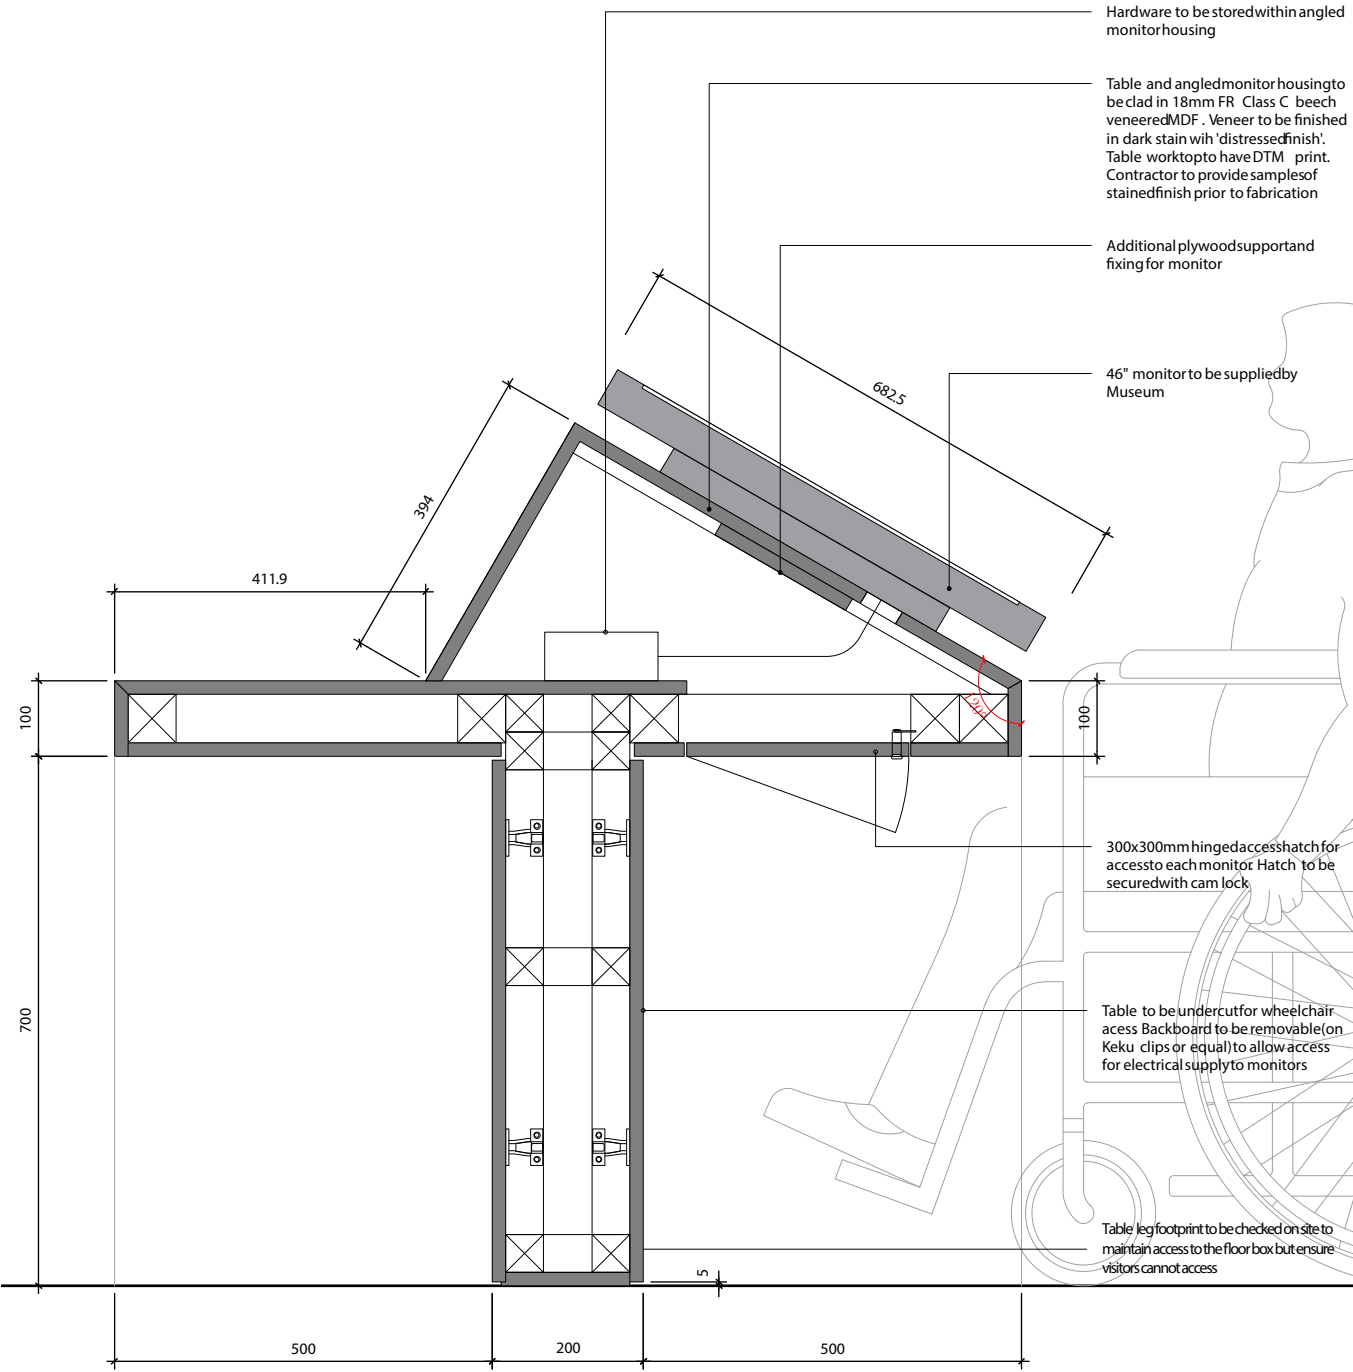 Hardware to be stored within angled
monitor housing
Table and angled monitor housing to
be clad in 18mm FR Class C beech
veneered MDF . Veneer to be finished
in dark stain wih 'distressed finish'.
Table worktop to have DTM print.
Contractor to provide samples of
stained finish prior to fabrication
Additional plywood support and
fixing for monitor
46" monitor to be supplied by
Museum
682.5
394
411.9
100
120°
100
300x300mm hinged access hatch for
access to each monitor. Hatch to be
secured with cam lock
700
Table to be undercut for wheelchair
acess Backboard to be removable (on
Keku clips or equal) to allow access
for electrical supply to monitors
Table leg footprint to be checked on site to
maintain access to the floor box but ensure
visitors cannot access
5
500
200
500